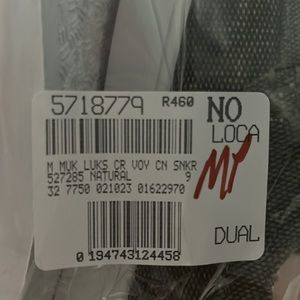 5718779 R460 NO
LOCA
M MUK LUKS CR VOY CN SNKR
527285 NATURAL 9
32 7750 021023 01622970
MP
DUAL
0 194743124458